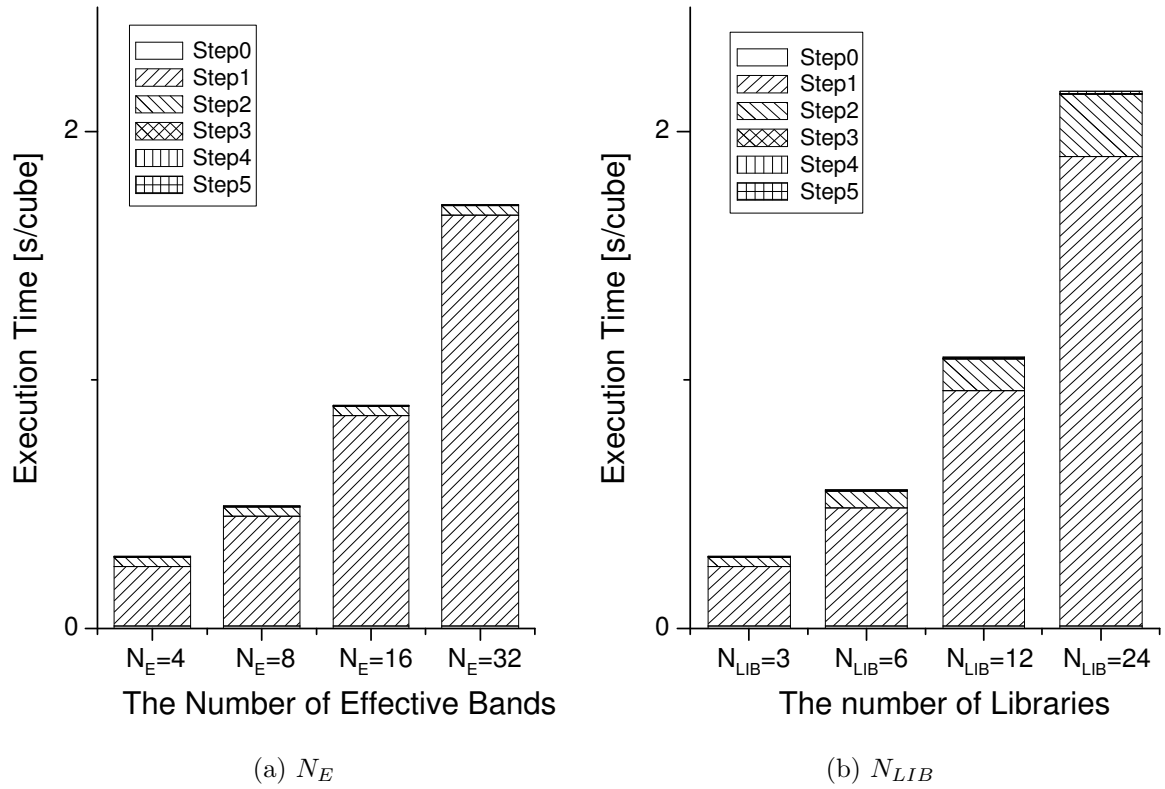 Step0
Step1
Step2
Step3
Step4
Step5
2
0
Execution Time [s/cube]
N_E=4 N_E=8 N_E=16 N_E=32
The Number of Effective Bands
(a) N_E
Step0
Step1
Step2
Step3
Step4
Step5
2
0
Execution Time [s/cube]
N_LIB=3 N_LIB=6 N_LIB=12 N_LIB=24
The number of Libraries
(b) N_LIB